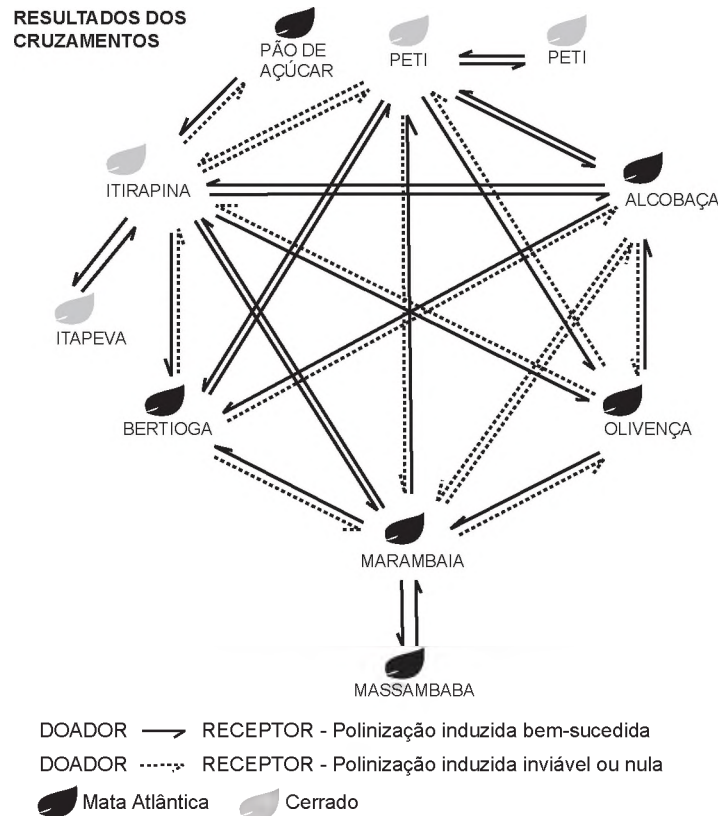 RESULTADOS DOS
CRUZAMENTOS
PÃO DE
AÇÚCAR
PETI
PETI
ITIRAPINA
ALCOBAÇA
ITAPEVA
BERTIOGA
OLIVENÇA
MARAMBAIA
MASSAMBABA
DOADOR RECEPTOR - Polinização induzida bem-sucedida
DOADOR RECEPTOR - Polinização induzida inviável ou nula
Mata Atlântica Cerrado